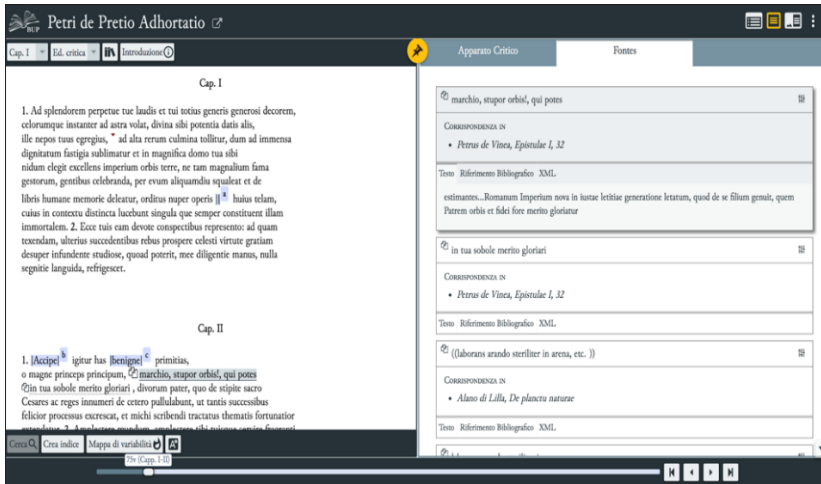 BUP
Petri de Pretio Adhortatio
Cap. I
Ed. critica
Introduzione
Apparato Critico
Fontes
Cap. I
1. Ad splendorem perpetue tue laudis et tui totius generis generosi decorem,
celorumque instanter ad astra volat, divina sibi potentia datis alis,
ille nepos tuus egregius, ad alta rerum culmina tollitur, dum ad immensa
dignitatum fastigia sublimatur et in magnifica domo tua sibi
nidum elegit excellens imperium orbis terre, ne tam magnalium fama
gestorum, gentibus celebranda, per evum aliquamdiu squaleat et de
libris humane memorie deleatur, orditus nuper operis || a huius telam,
cuius in contextu distincta lucebunt singula que semper constituent illam
immortalem. 2. Ecce tuis eam devote conspectibus represento: ad quam
texendam, ulterius succedentibus rebus prospere celesti virtute gratiam
desuper infundente studiose, quoad poterit, mee diligentie manus, nulla
segnitie languida, refrigescet.
Cap. II
1. |Accipe| b igitur has |benigne| c primitias,
o magne princeps principum, marchio, stupor orbis!, qui potes
in tua sobole merito gloriari , divorum pater, quo de stipite sacro
Cesares ac reges innumeri de cetero pullulabunt, ut tantis successibus
felicior processus excrescat, et michi scribendi tractatus thematis fortunatior
marchio, stupor orbis!, qui potes
Corrispondenza in
• Petrus de Vinea, Epistulae I, 32
Testo Riferimento Bibliografico XML
estimantes...Romanum Imperium nova in iustae letitiae generatione letatum, quod de se filium genuit, quem
Patrem orbis et fidei fore merito gloriatur
in tua sobole merito gloriari
Corrispondenza in
• Petrus de Vinea, Epistulae I, 32
Testo Riferimento Bibliografico XML
((laborans arando steriliter in arena, etc. ))
Corrispondenza in
• Alano di Lilla, De planctu naturae
Testo Riferimento Bibliografico XML
Cerca
Crea indice
Mappa di variabilità
75v (Capp. I-II)